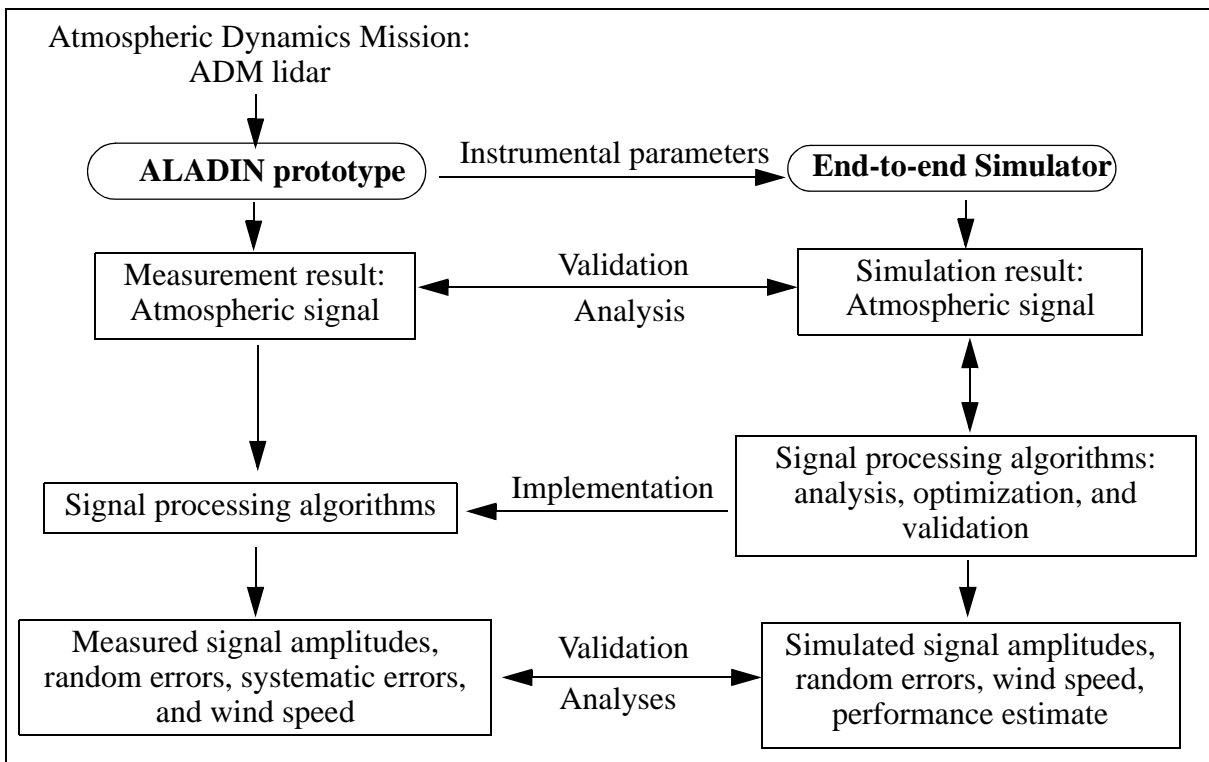 Atmospheric Dynamics Mission:
ADM lidar
ALADIN prototype
Instrumental parameters
End-to-end Simulator
Measurement result:
Atmospheric signal
Validation
Analysis
Simulation result:
Atmospheric signal
Signal processing algorithms
Implementation
Signal processing algorithms:
analysis, optimization, and
validation
Measured signal amplitudes,
random errors, systematic errors,
and wind speed
Validation
Analyses
Simulated signal amplitudes,
random errors, wind speed,
performance estimate